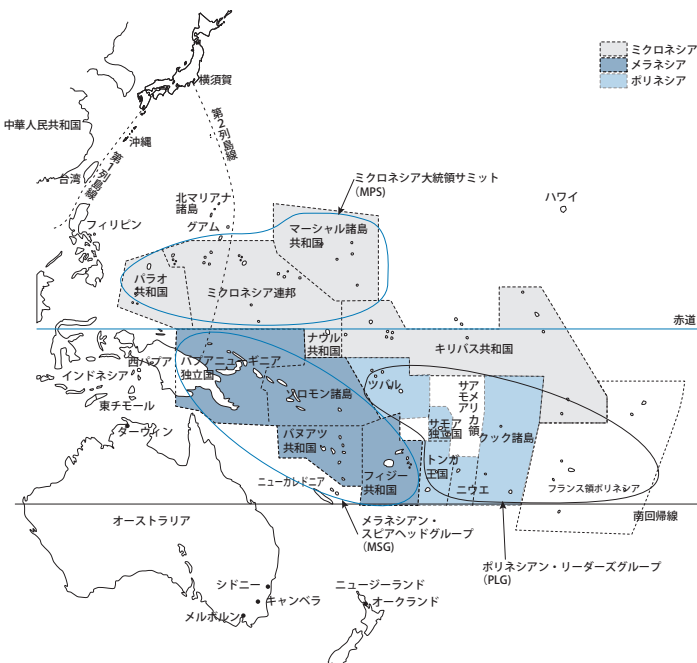 ミクロネシア
メラネシア
ポリネシア
横須賀
中華人民共和国
沖縄
第1列島線
第2列島線
台湾
フィリピン
北マリアナ
諸島
グアム
ミクロネシア大統領サミット
(MPS)
ハワイ
マーシャル諸島
共和国
パラオ
共和国
ミクロネシア連邦
赤道
ナウル
共和国
キリバス共和国
西パプア
パプアニューギニア
独立国
インドネシア
東チモール
ダーウィン
ソロモン諸島
ツバル
アメリカ領
サモア
サモア
独立国
クック諸島
バヌアツ
共和国
トンガ
王国
フィジー
共和国
ニウエ
ニューカレドニア
フランス領ポリネシア
南回帰線
オーストラリア
メラネシアン・
スピアヘッドグループ
(MSG)
ポリネシアン・リーダーズグループ
(PLG)
シドニー
キャンベラ
メルボルン
ニュージーランド
オークランド